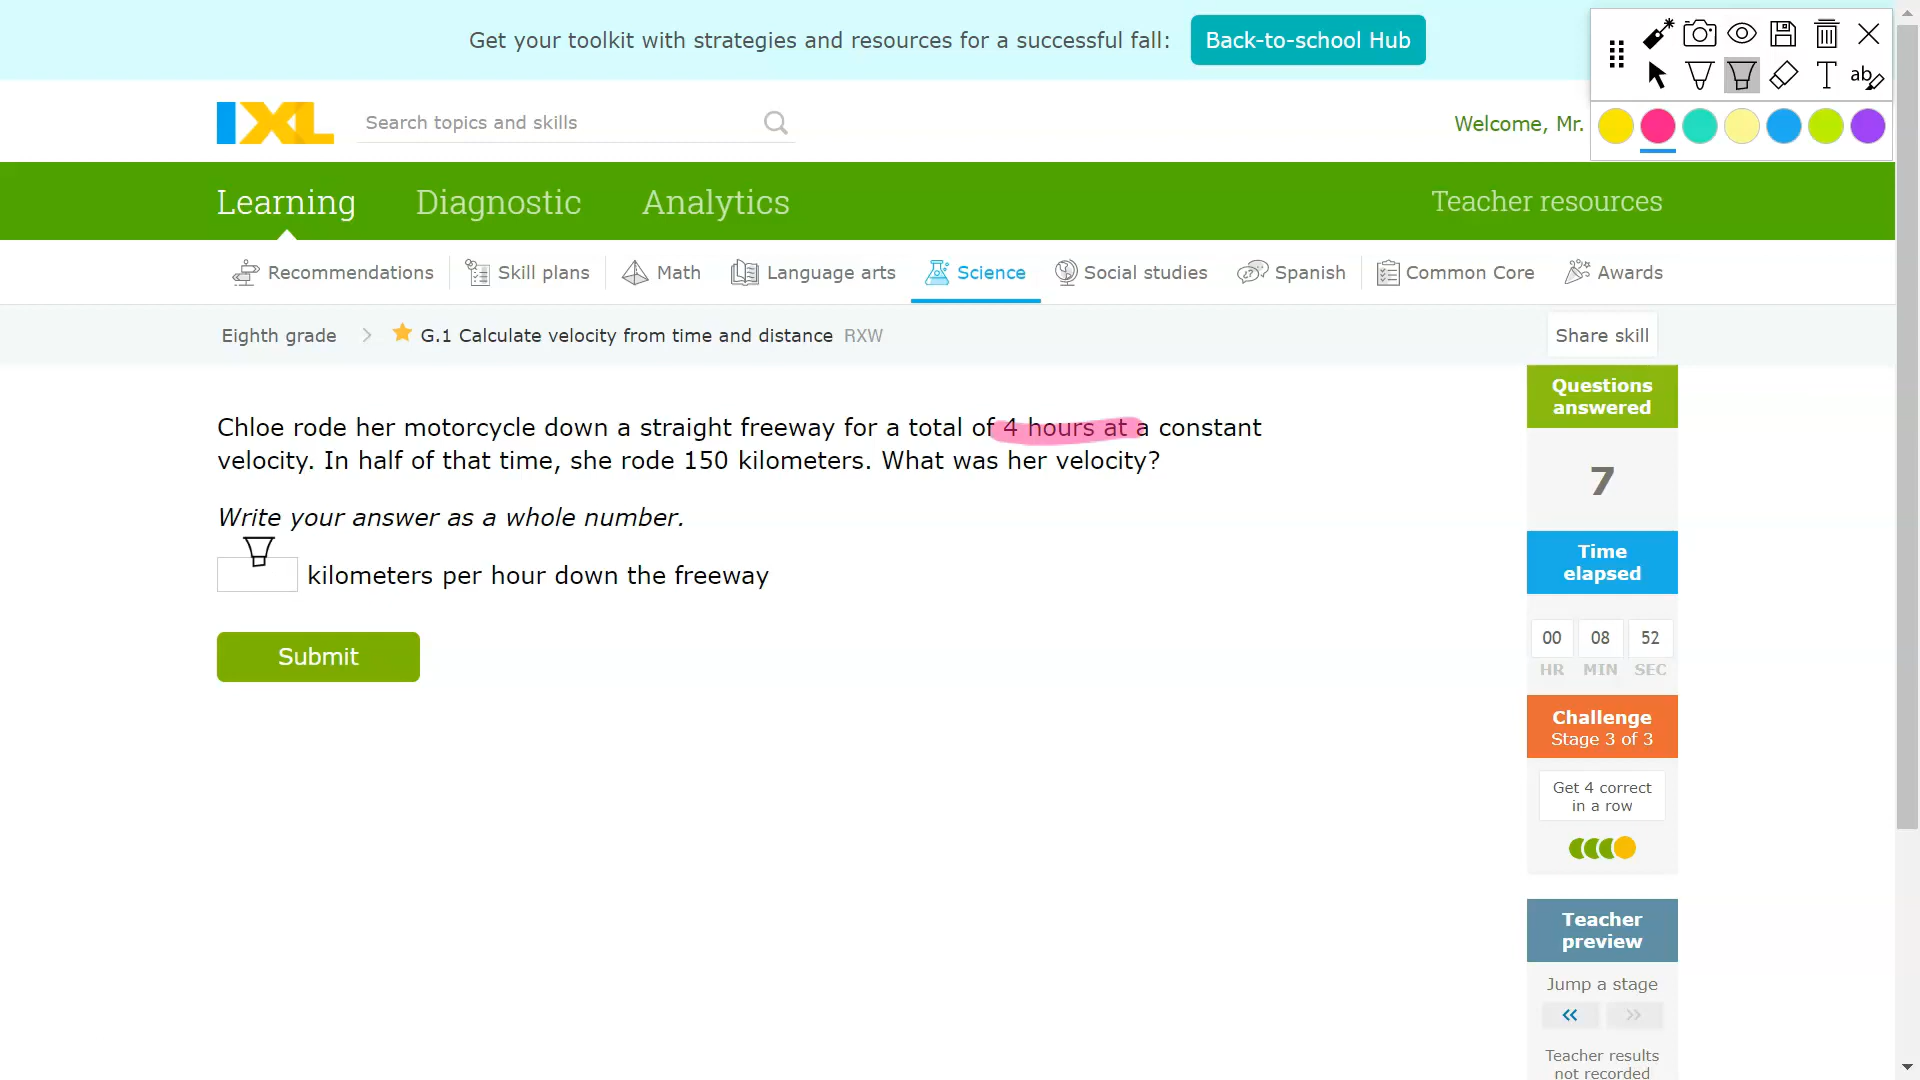 Get your toolkit with strategies and resources for a successful fall: Back-to-school Hub
IXL
Search topics and skills
Welcome, Mr.
T
ab
Learning Diagnostic Analytics Teacher resources
Recommendations Skill plans Math Language arts Science Social studies Spanish Common Core Awards
Eighth grade > G.1 Calculate velocity from time and distance RXW
Share skill
Chloe rode her motorcycle down a straight freeway for a total of 4 hours at a constant
velocity. In half of that time, she rode 150 kilometers. What was her velocity?
Write your answer as a whole number.
kilometers per hour down the freeway
Submit
Questions
answered
7
Time
elapsed
00 08 52
HR MIN SEC
Challenge
Stage 3 of 3
Get 4 correct
in a row
Teacher
preview
Jump a stage
Teacher results
not recorded